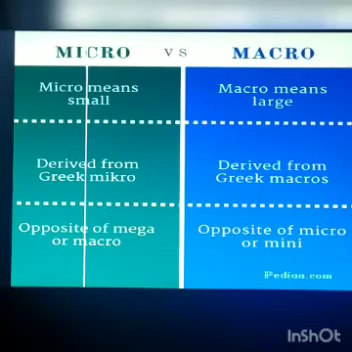 MICRO VS MACRO
Micro means
small
Macro means
large
Derived from
Greek mikro
Derived from
Greek macros
Opposite of mega
or macro
Opposite of micro
or mini
Pediaa.com
InShOt